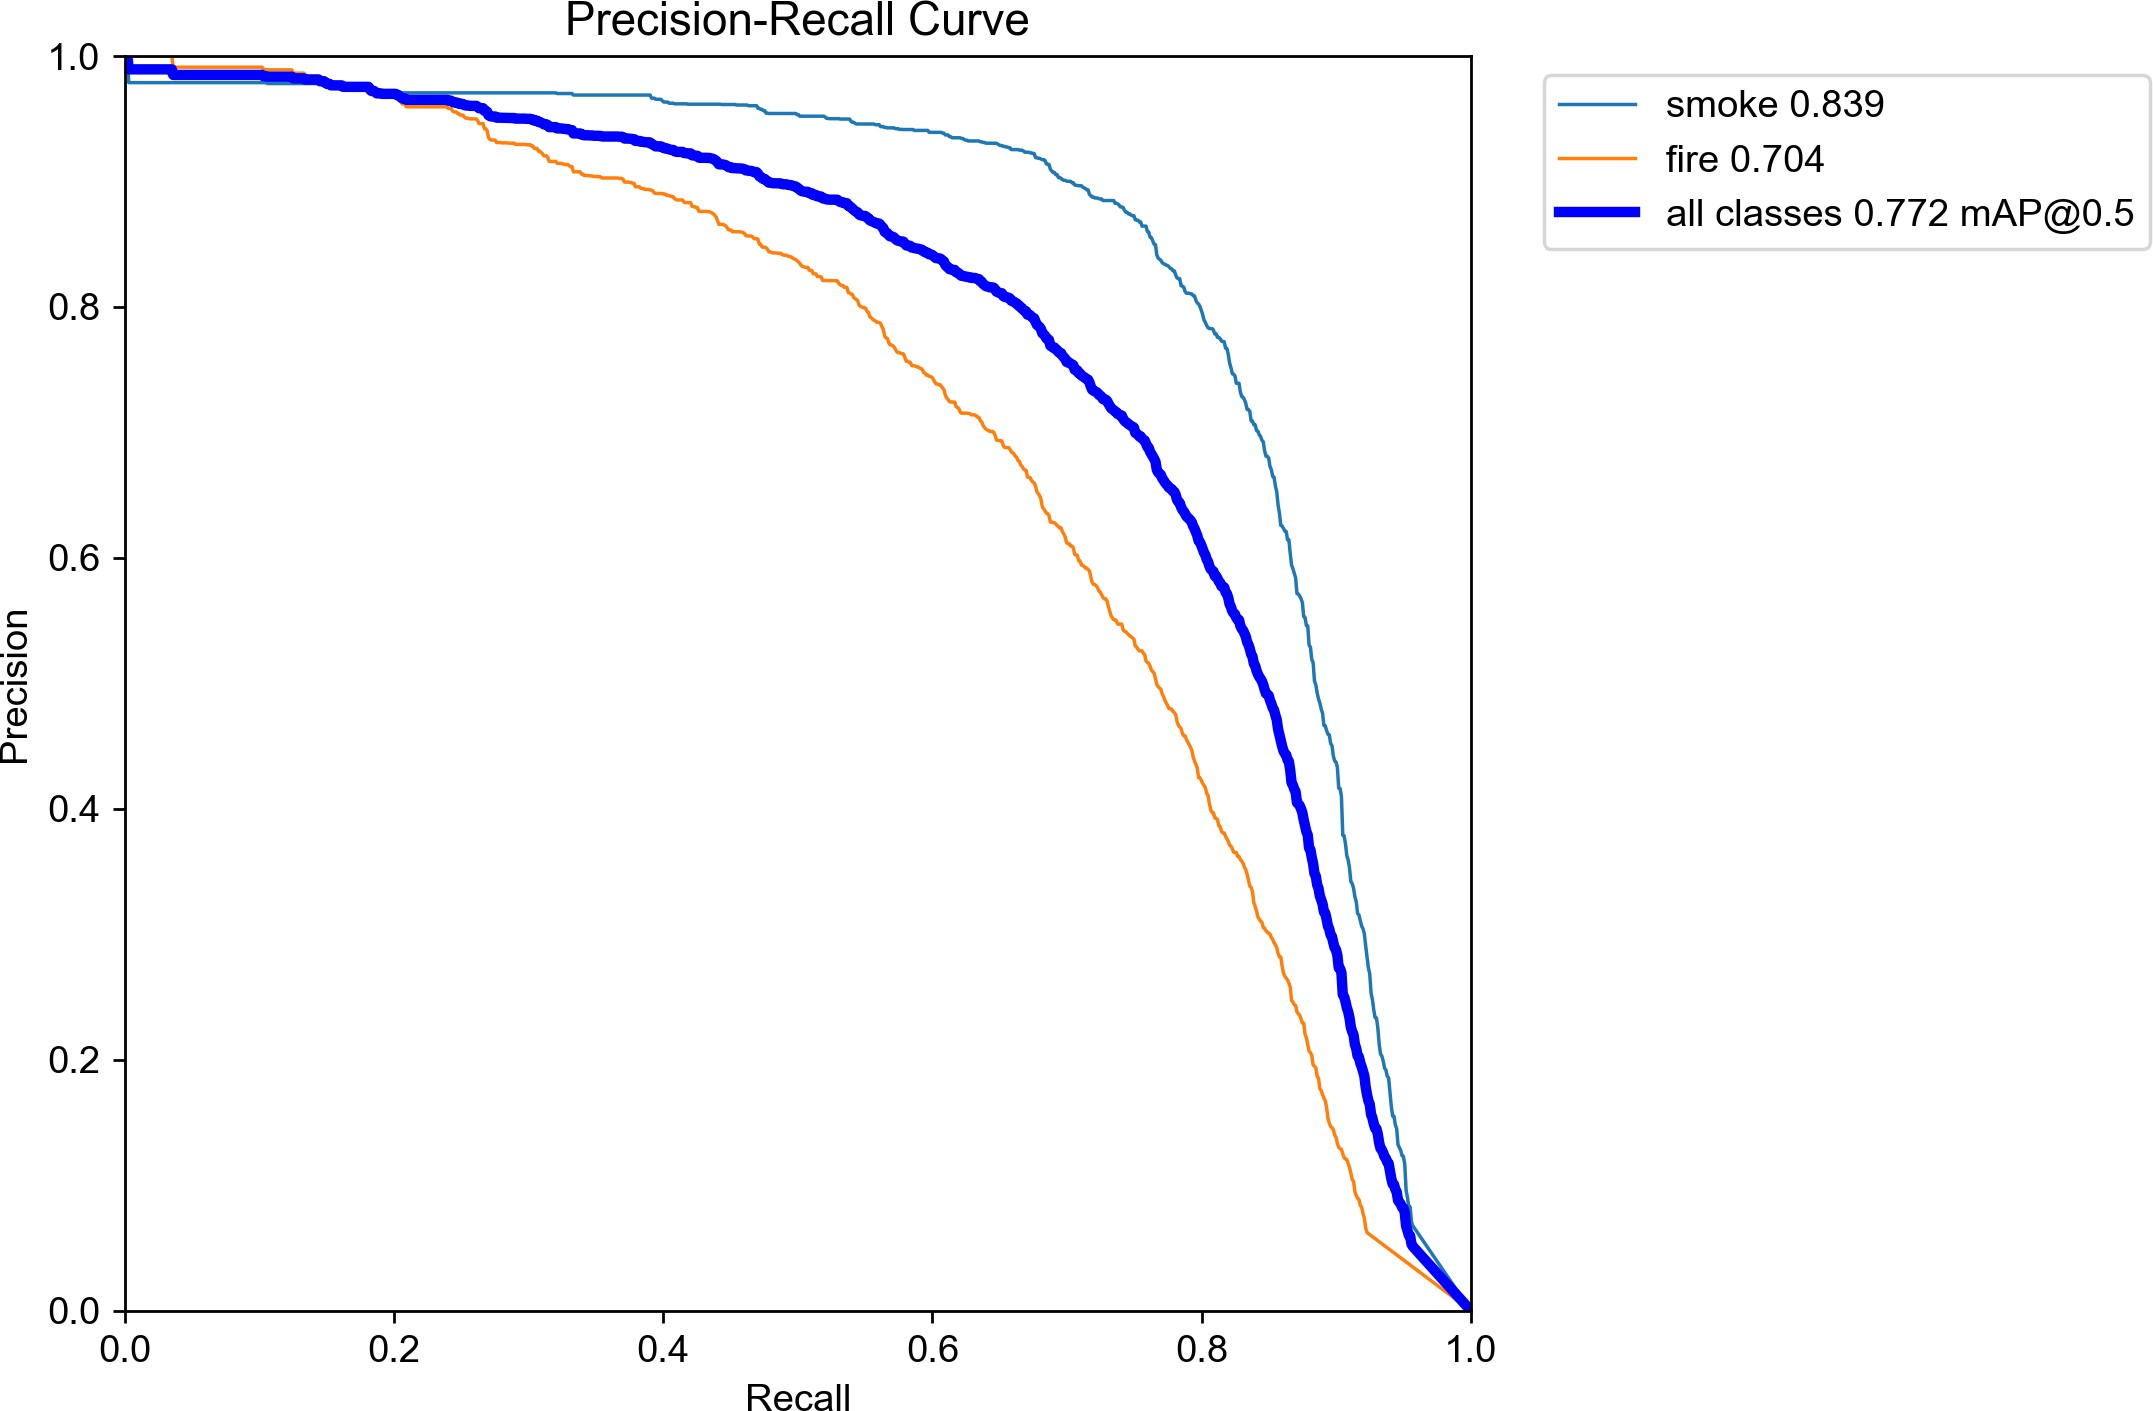 Precision-Recall Curve
1.0
0.8
0.6
0.4
0.2
0.0
Precision
0.0 0.2 0.4 0.6 0.8 1.0
Recall
smoke 0.839
fire 0.704
all classes 0.772 mAP@0.5